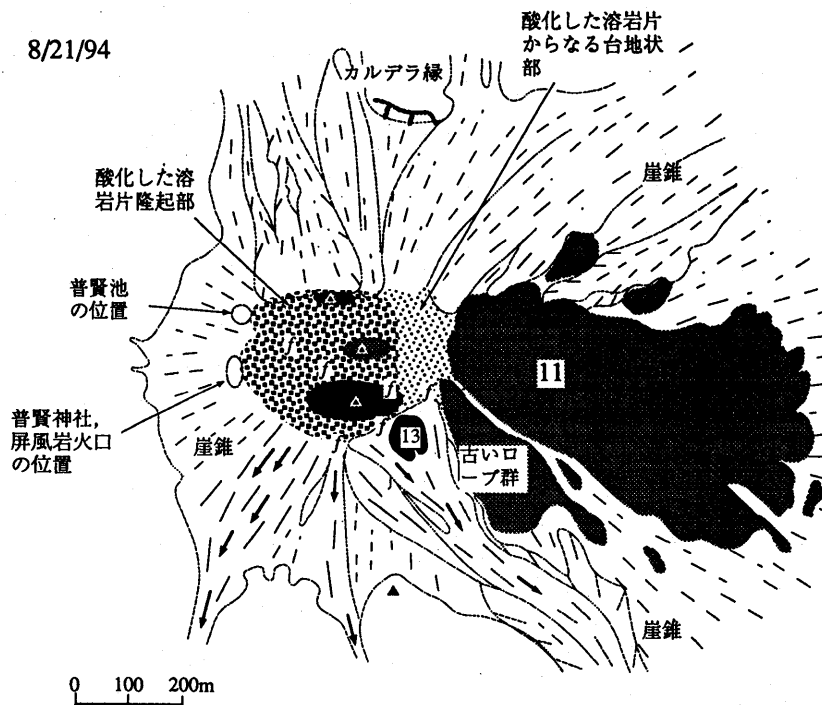 8/21/94
酸化した溶岩片
からなる台地状
部
カルデラ縁
崖錐
酸化した溶
岩片隆起部
普賢池
の位置
11
普賢神社,
屏風岩火口
の位置
崖錐
13
古いロ
ーブ群
f
f
f
f
f
f
f
崖錐
0 100 200m